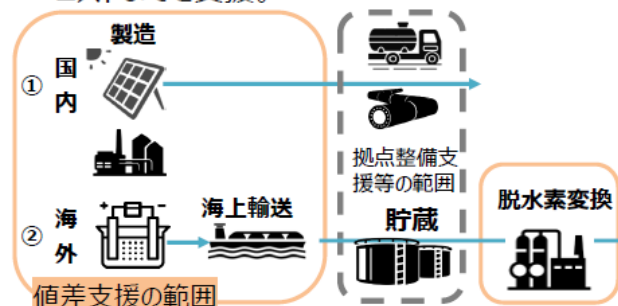 製造
① 国内
拠点整備支
援等の範囲
② 海外
海上輸送
貯蔵
脱水素変換
値差支援の範囲